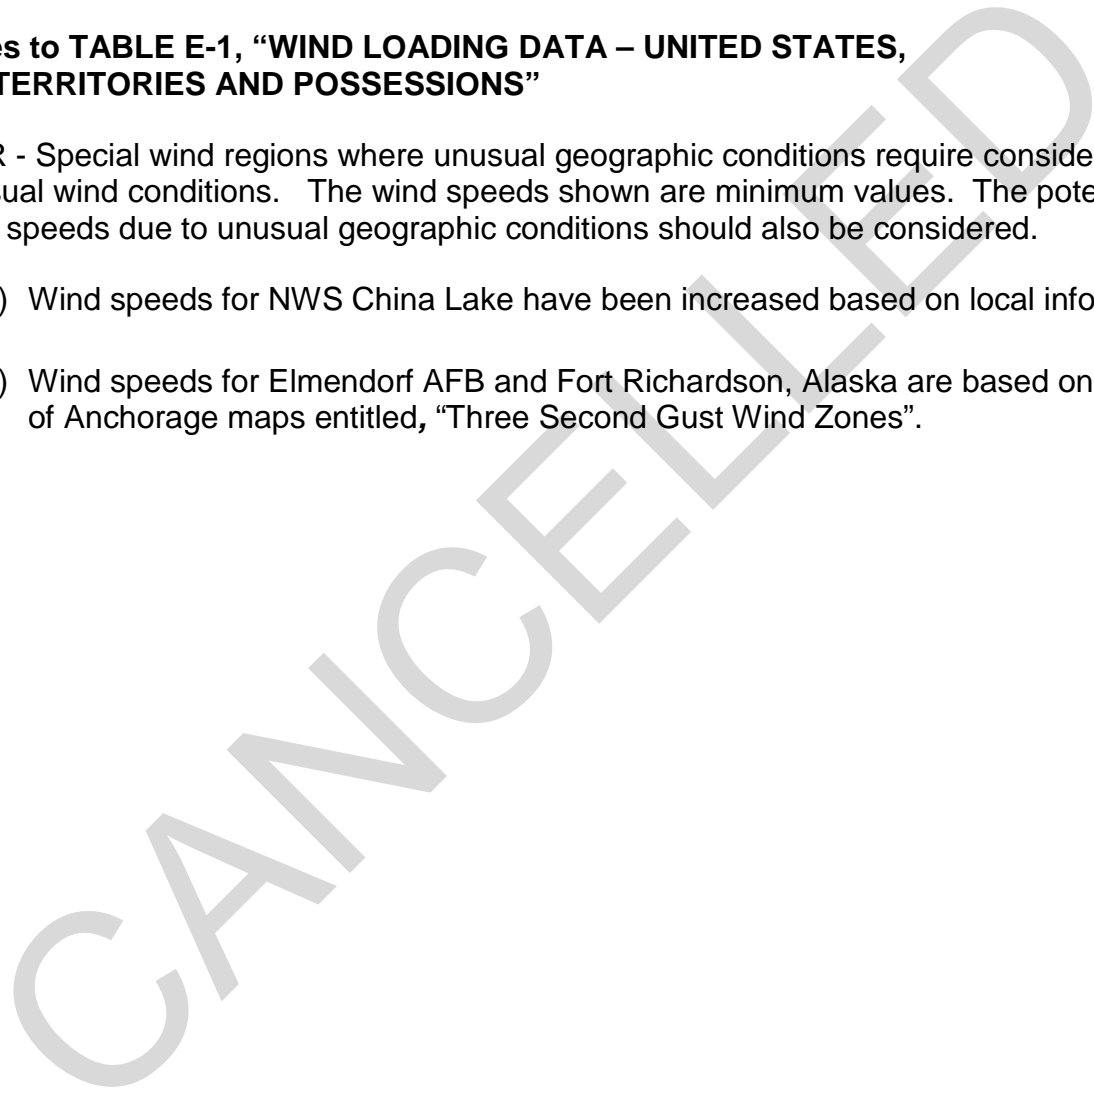 es to TABLE E-1, “WIND LOADING DATA – UNITED STATES,
TERRITORIES AND POSSESSIONS”
R - Special wind regions where unusual geographic conditions require conside
sual wind conditions.   The wind speeds shown are minimum values.  The pote
speeds due to unusual geographic conditions should also be considered.
) Wind speeds for NWS China Lake have been increased based on local info
) Wind speeds for Elmendorf AFB and Fort Richardson, Alaska are based on
of Anchorage maps entitled, “Three Second Gust Wind Zones”.
CANCELLED